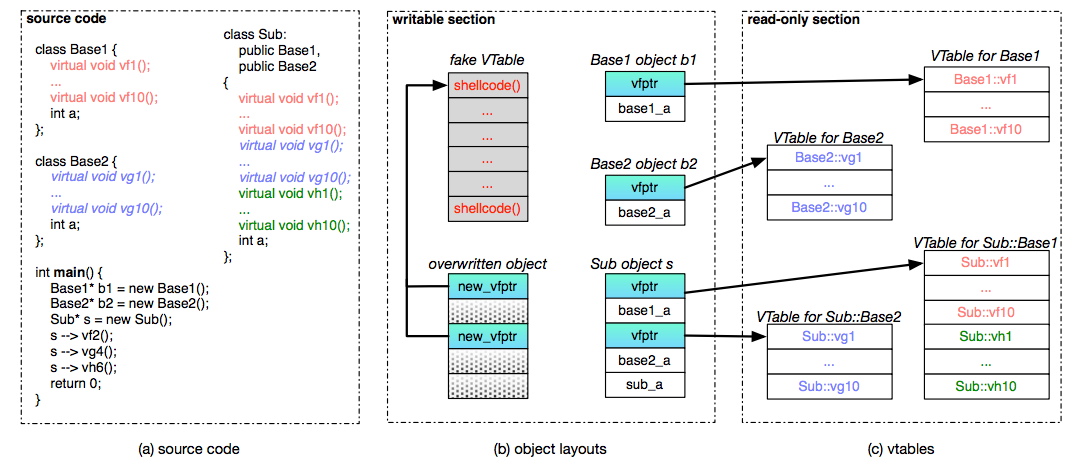 source code
class Base1 {
virtual void vf1();
...
virtual void vf10();
int a;
};
class Base2 {
virtual void vg1();
...
virtual void vg10();
int a;
};
int main() {
Base1* b1 = new Base1();
Base2* b2 = new Base2();
Sub* s = new Sub();
s --> vf2();
s --> vg4();
s --> vh6();
return 0;
}
class Sub:
public Base1,
public Base2
{
virtual void vf1();
...
virtual void vf10();
virtual void vg1();
...
virtual void vg10();
virtual void vh1();
...
virtual void vh10();
int a;
};
(a) source code
writable section
fake VTable
shellcode()
...
...
...
...
shellcode()
overwritten object
new_vfptr
new_vfptr
Base1 object b1
vfptr
base1_a
Base2 object b2
vfptr
base2_a
Sub object s
vfptr
base1_a
vfptr
base2_a
sub_a
(b) object layouts
read-only section
VTable for Base1
Base1::vf1
...
Base1::vf10
VTable for Base2
Base2::vg1
...
Base2::vg10
VTable for Sub::Base1
Sub::vf1
...
Sub::vf10
Sub::vh1
...
Sub::vh10
VTable for Sub::Base2
Sub::vg1
...
Sub::vg10
(c) vtables